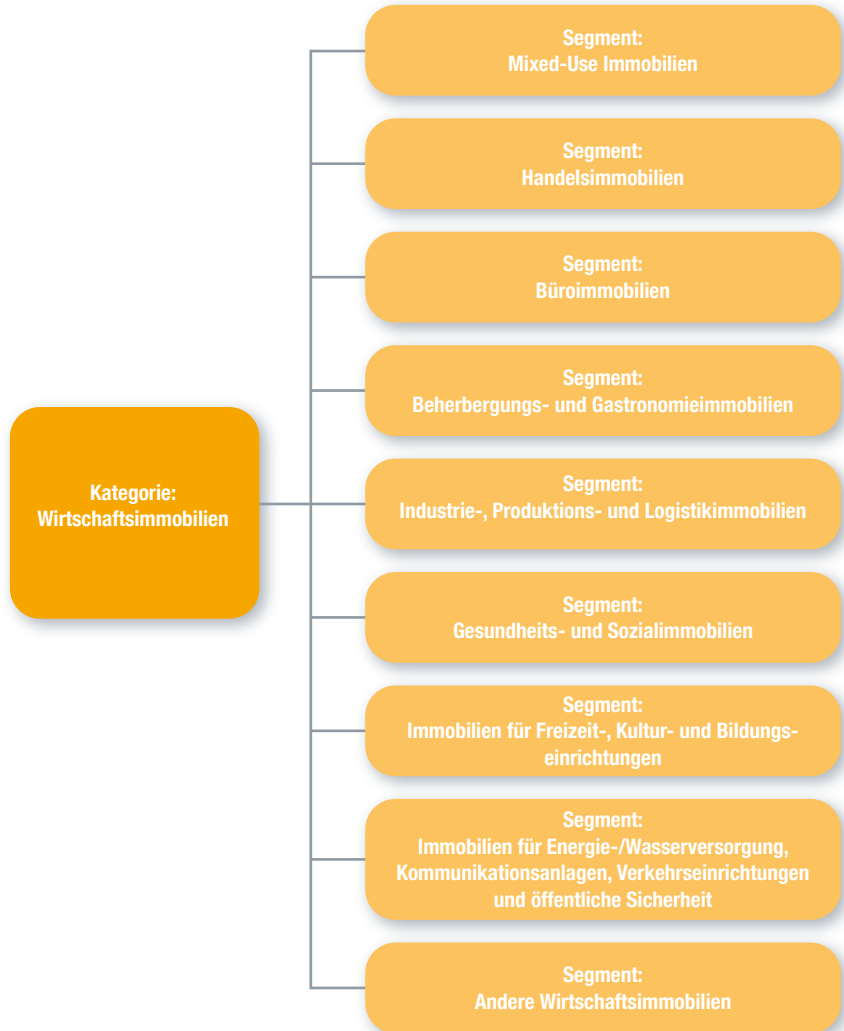 Segment:
Mixed-Use Immobilien
Segment:
Handelsimmobilien
Segment:
Büroimmobilien
Segment:
Beherbergungs- und Gastronomieimmobilien
Kategorie:
Wirtschaftsimmobilien
Segment:
Industrie-, Produktions- und Logistikimmobilien
Segment:
Gesundheits- und Sozialimmobilien
Segment:
Immobilien für Freizeit-, Kultur- und Bildungs-
einrichtungen
Segment:
Immobilien für Energie-/Wasserversorgung,
Kommunikationsanlagen, Verkehrseinrichtungen
und öffentliche Sicherheit
Segment:
Andere Wirtschaftsimmobilien